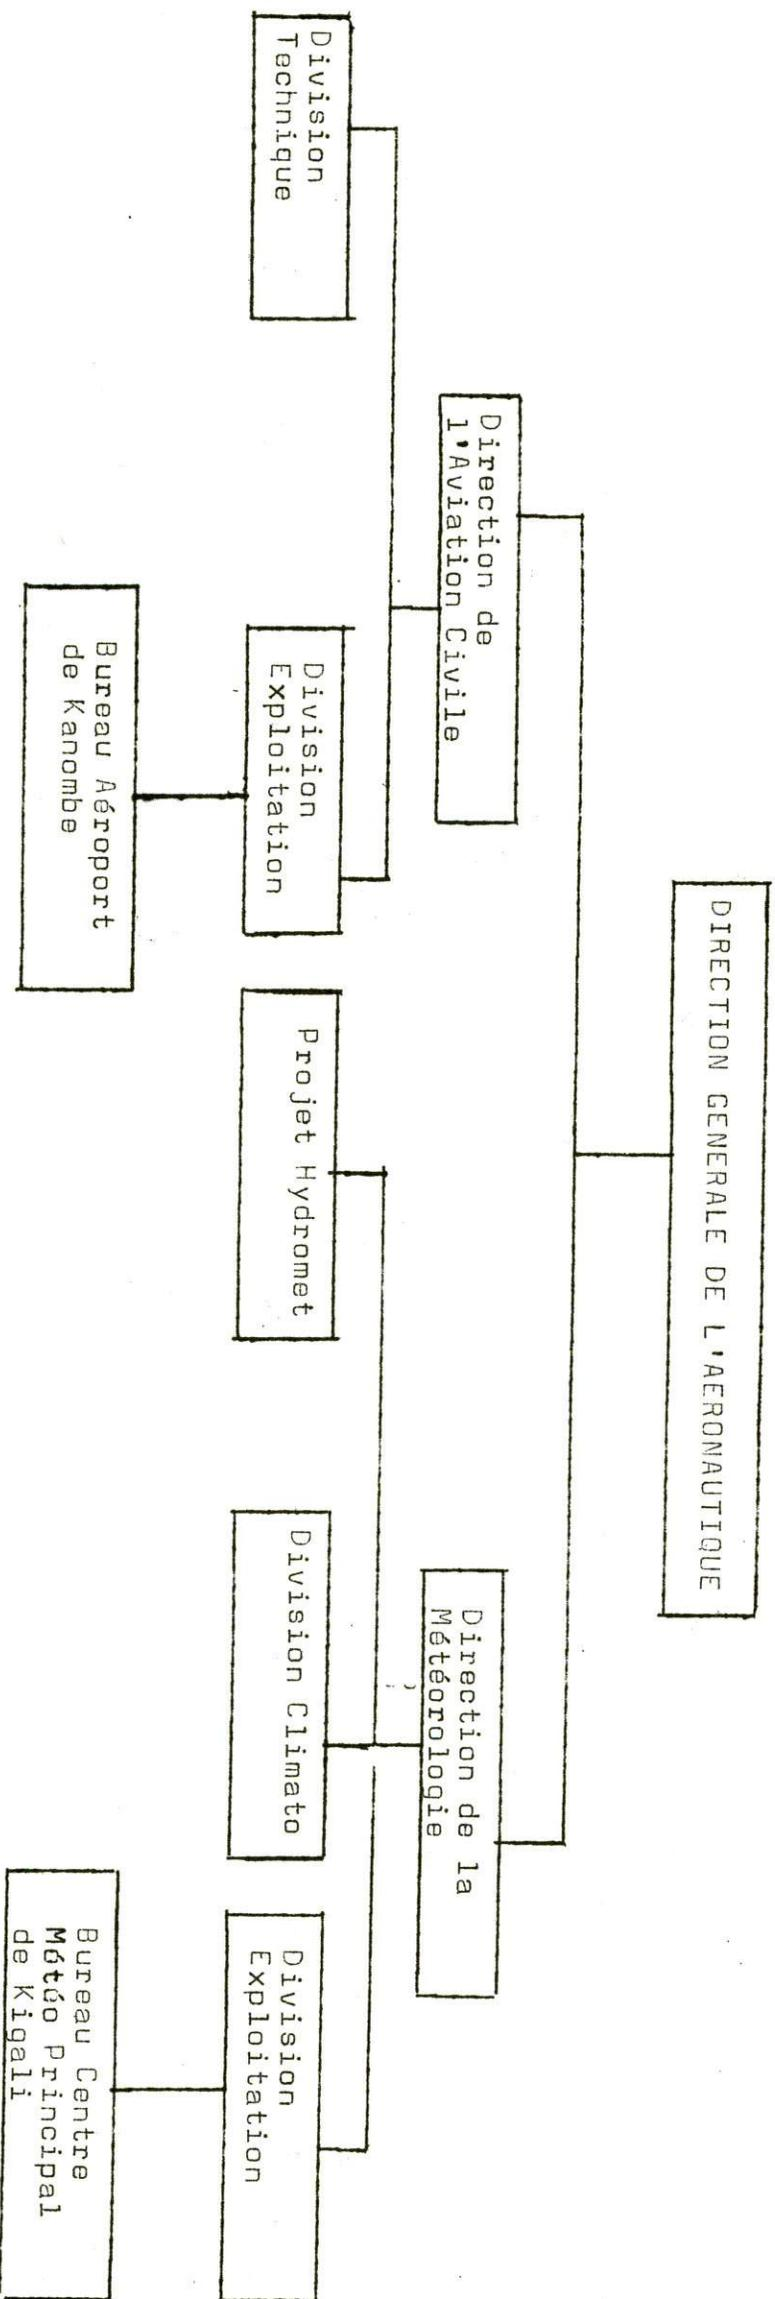 DIRECTION GENERALE DE L'AERONAUTIQUE
Direction de
l'Aviation Civile
Direction de la
Météorologie
Division
Technique
Division
Exploitation
Projet Hydromet
Division Climato
Division
Exploitation
Bureau Aéroport
de Kanombe
Bureau Centre
Météo Principal
de Kigali